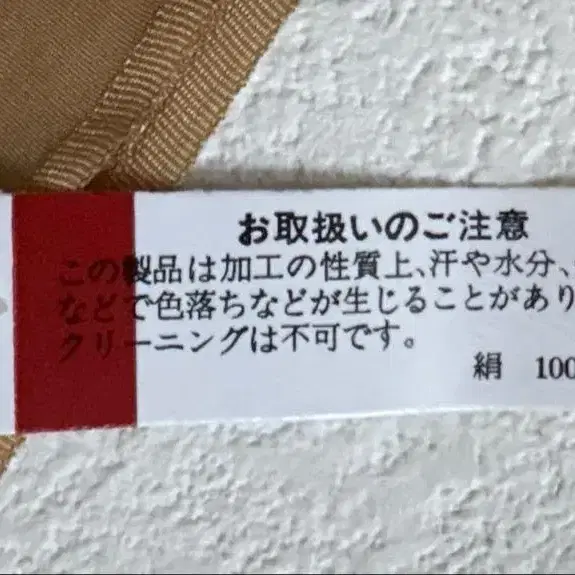 お取扱いのご注意
この製品は加工の性質上、汗や水分、
などで色落ちなどが生じることがあり
クリーニングは不可です。
絹 100